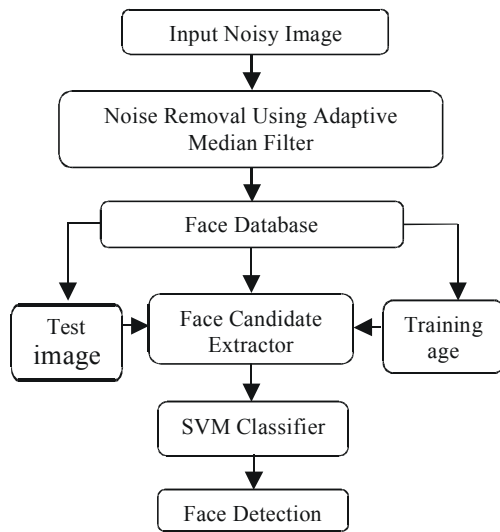 Input Noisy Image
Noise Removal Using Adaptive
Median Filter
Face Database
Test
image
Face Candidate
Extractor
Training
age
SVM Classifier
Face Detection